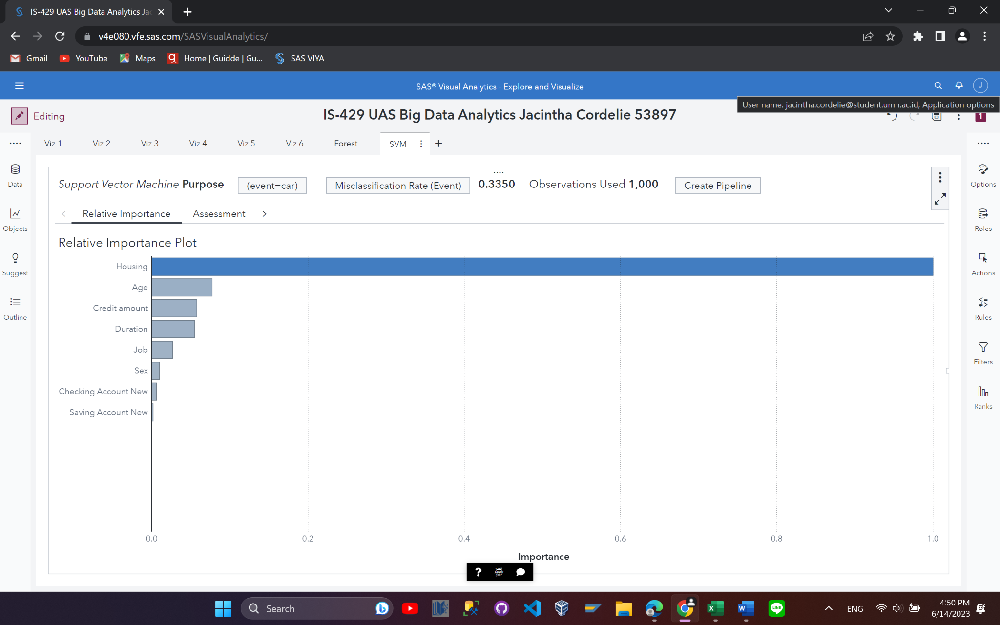 IS-429 UAS Big Data Analytics Jac
v4e080.vfe.sas.com/SASVisualAnalytics/
Gmail
YouTube
Maps
Home | Guidde | Gu...
SAS VIYA
SAS® Visual Analytics - Explore and Visualize
J
User name: jacintha.cordelie@student.umn.ac.id, Application options
Editing
IS-429 UAS Big Data Analytics Jacintha Cordelie 53897
1
Viz 1
Viz 2
Viz 3
Viz 4
Viz 5
Viz 6
Forest
SVM
Data
Objects
Suggest
Outline
Support Vector Machine Purpose
(event=car)
Misclassification Rate (Event)
0.3350
Observations Used 1,000
Create Pipeline
Relative Importance
Assessment
Relative Importance Plot
Housing
Age
Credit amount
Duration
Job
Sex
Checking Account New
Saving Account New
0.0
0.2
0.4
0.6
0.8
1.0
Importance
Options
Roles
Actions
Rules
Filters
Ranks
?
jupyter
Search
LINE
ENG
4:50 PM
6/14/2023